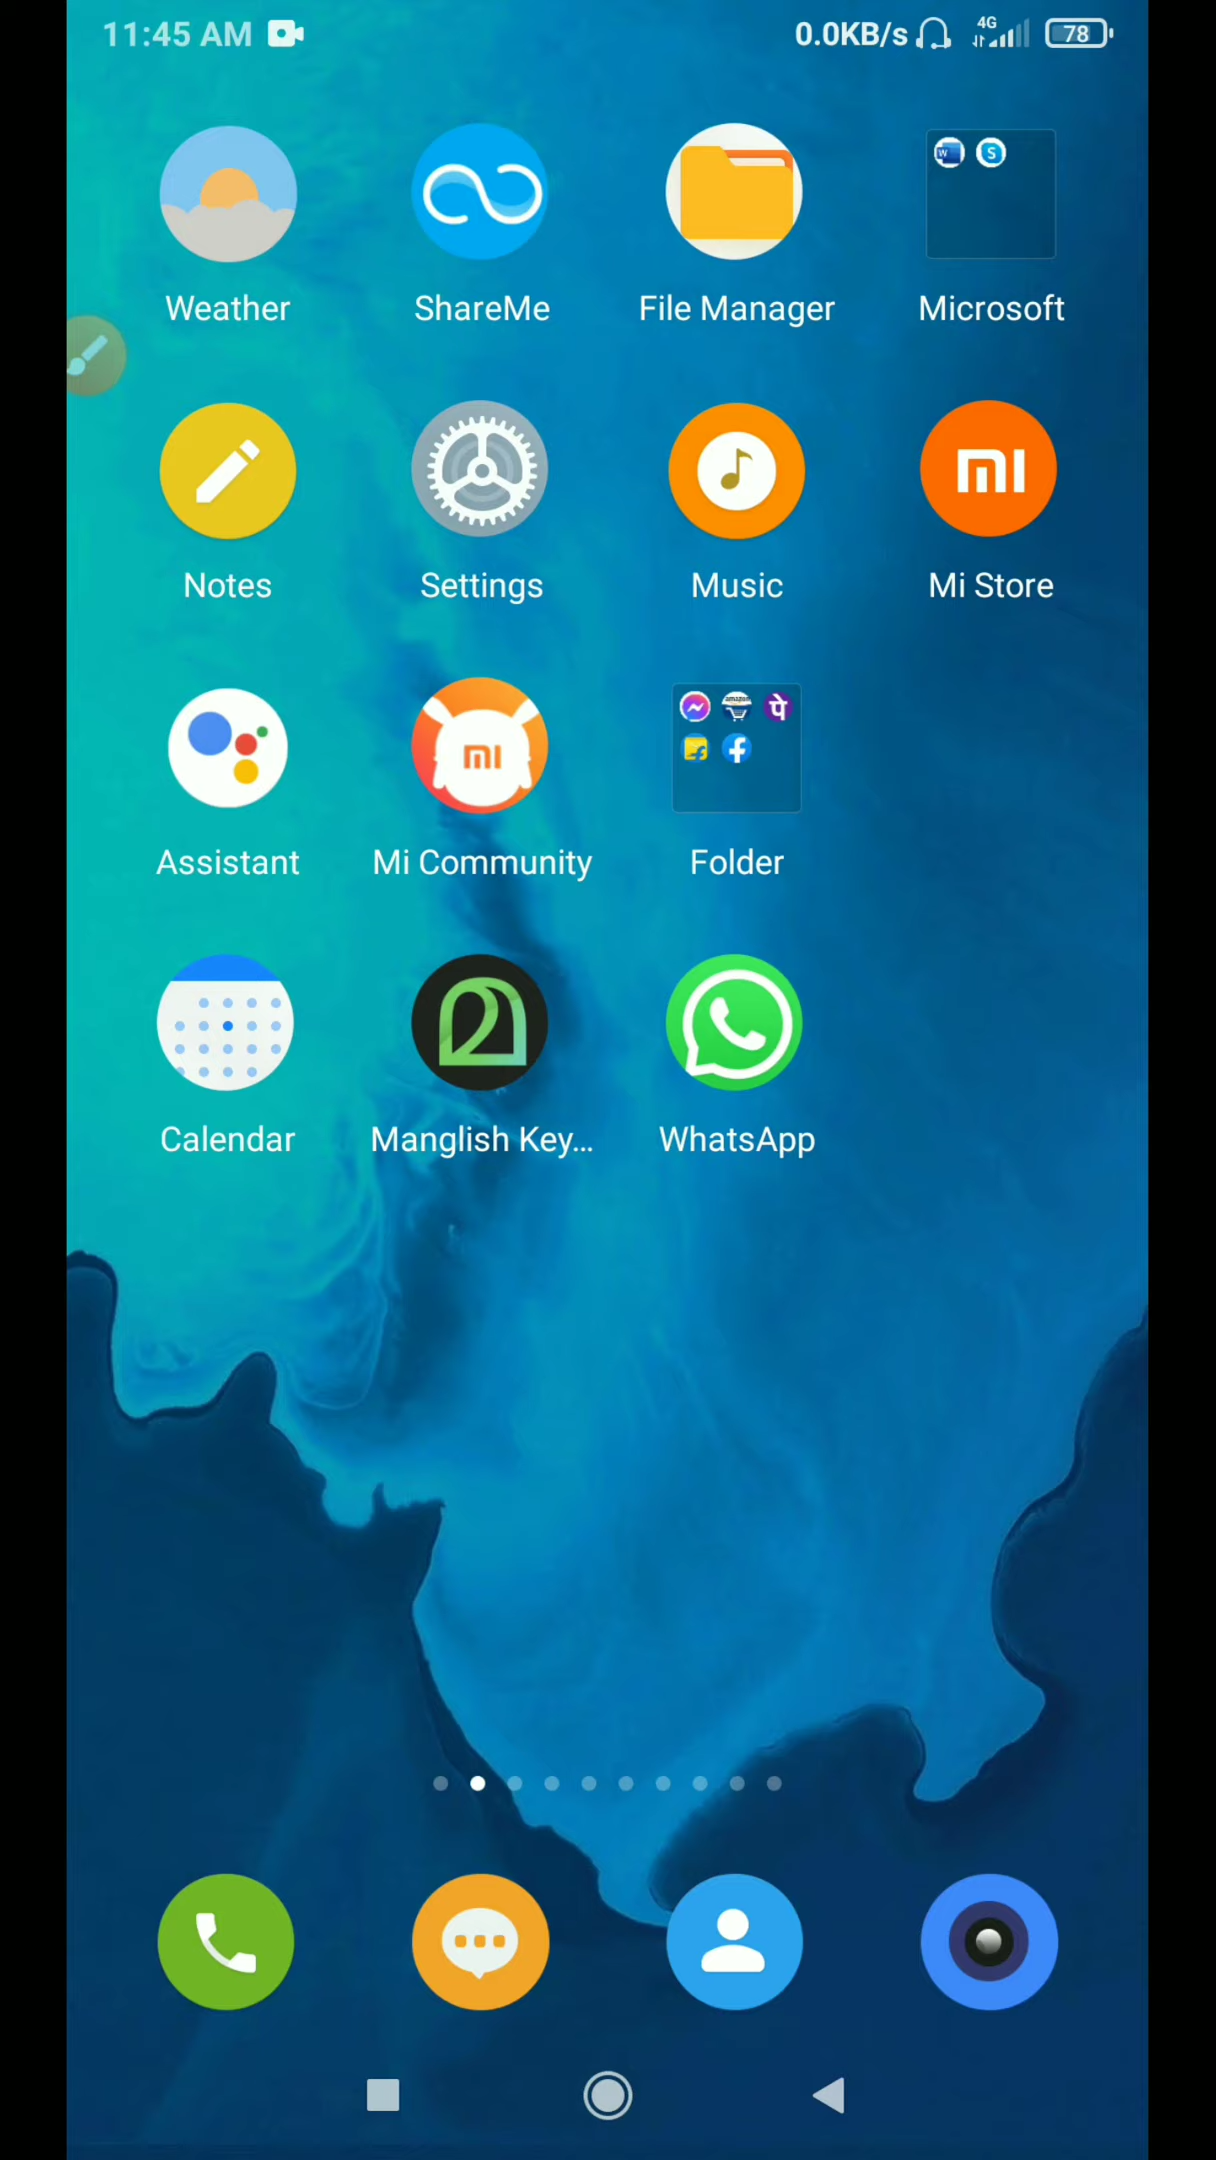 11:45 AM 0.0KB/s 4G 78
Weather ShareMe File Manager Microsoft
Notes Settings Music Mi Store
Assistant Mi Community Folder
Calendar Manglish Key... WhatsApp